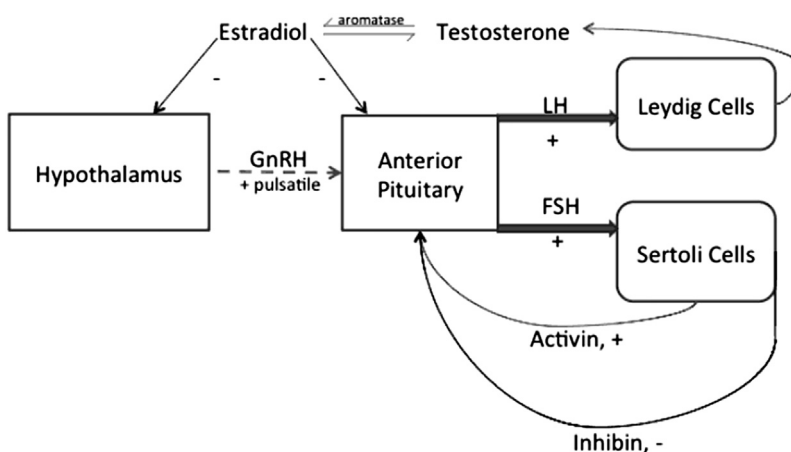 Estradiol
aromatase
Testosterone
-
-
Hypothalamus
GnRH
+ pulsatile
Anterior
Pituitary
LH
+
Leydig Cells
FSH
+
Sertoli Cells
Activin, +
Inhibin, -